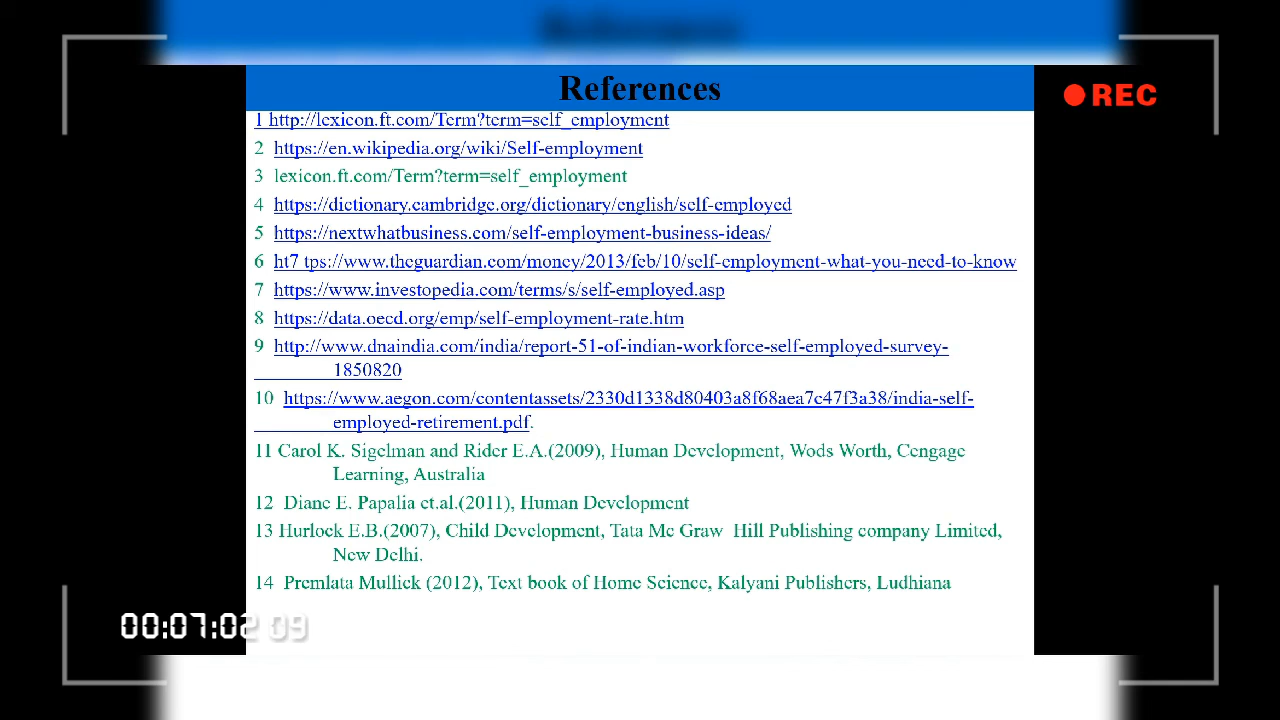 References
REC
1 http://lexicon.ft.com/Term?term=self_employment
2 https://en.wikipedia.org/wiki/Self-employment
3 lexicon.ft.com/Term?term=self_employment
4 https://dictionary.cambridge.org/dictionary/english/self-employed
5 https://nextwhatbusiness.com/self-employment-business-ideas/
6 ht7 tps://www.theguardian.com/money/2013/feb/10/self-employment-what-you-need-to-know
7 https://www.investopedia.com/terms/s/self-employed.asp
8 https://data.oecd.org/emp/self-employment-rate.htm
9 http://www.dnaindia.com/india/report-51-of-indian-workforce-self-employed-survey-
1850820
10 https://www.aegon.com/contentassets/2330d1338d80403a8f68aea7c47f3a38/india-self-
employed-retirement.pdf.
11 Carol K. Sigelman and Rider E.A.(2009), Human Development, Wods Worth, Cengage
Learning, Australia
12 Diane E. Papalia et.al.(2011), Human Development
13 Hurlock E.B.(2007), Child Development, Tata Mc Graw Hill Publishing company Limited,
New Delhi.
14 Premlata Mullick (2012), Text book of Home Science, Kalyani Publishers, Ludhiana
00:07:02 09